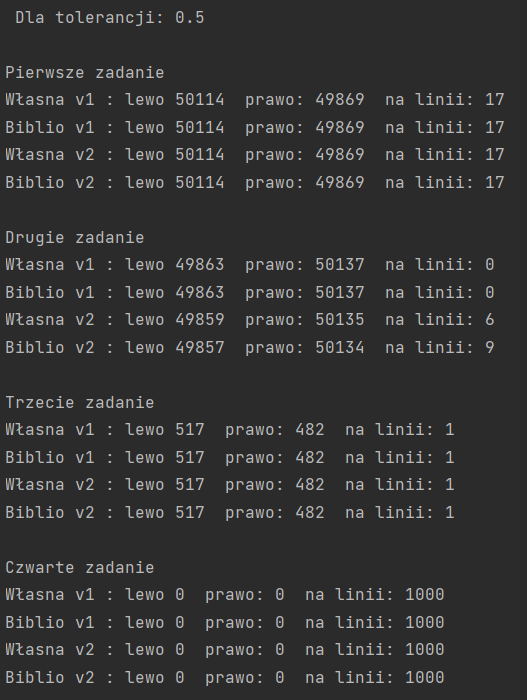 Dla tolerancji: 0.5
Pierwsze zadanie
Własna v1 : lewo 50114  prawo: 49869  na linii: 17
Biblio v1 : lewo 50114  prawo: 49869  na linii: 17
Własna v2 : lewo 50114  prawo: 49869  na linii: 17
Biblio v2 : lewo 50114  prawo: 49869  na linii: 17
Drugie zadanie
Własna v1 : lewo 49863  prawo: 50137  na linii: 0
Biblio v1 : lewo 49863  prawo: 50137  na linii: 0
Własna v2 : lewo 49859  prawo: 50135  na linii: 6
Biblio v2 : lewo 49857  prawo: 50134  na linii: 9
Trzecie zadanie
Własna v1 : lewo 517  prawo: 482  na linii: 1
Biblio v1 : lewo 517  prawo: 482  na linii: 1
Własna v2 : lewo 517  prawo: 482  na linii: 1
Biblio v2 : lewo 517  prawo: 482  na linii: 1
Czwarte zadanie
Własna v1 : lewo 0  prawo: 0  na linii: 1000
Biblio v1 : lewo 0  prawo: 0  na linii: 1000
Własna v2 : lewo 0  prawo: 0  na linii: 1000
Biblio v2 : lewo 0  prawo: 0  na linii: 1000